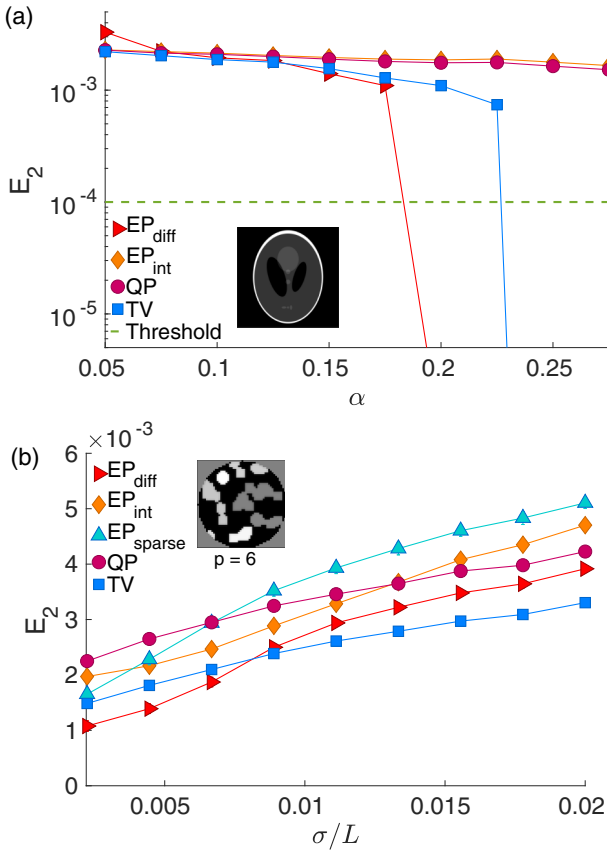 (a)
10^-3
E_2
10^-4
EP_diff
EP_int
QP
TV
Threshold
10^-5
0.05 0.1 0.15 0.2 0.25
α
×10^-3
6
(b)
EP_diff
5
EP_int
EP_sparse
p = 6
4
QP
TV
3
E_2
2
1
0
0.005 0.01 0.015 0.02
σ/L